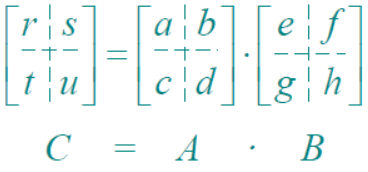 r s = a b · e f
t u c d g h
C = A · B